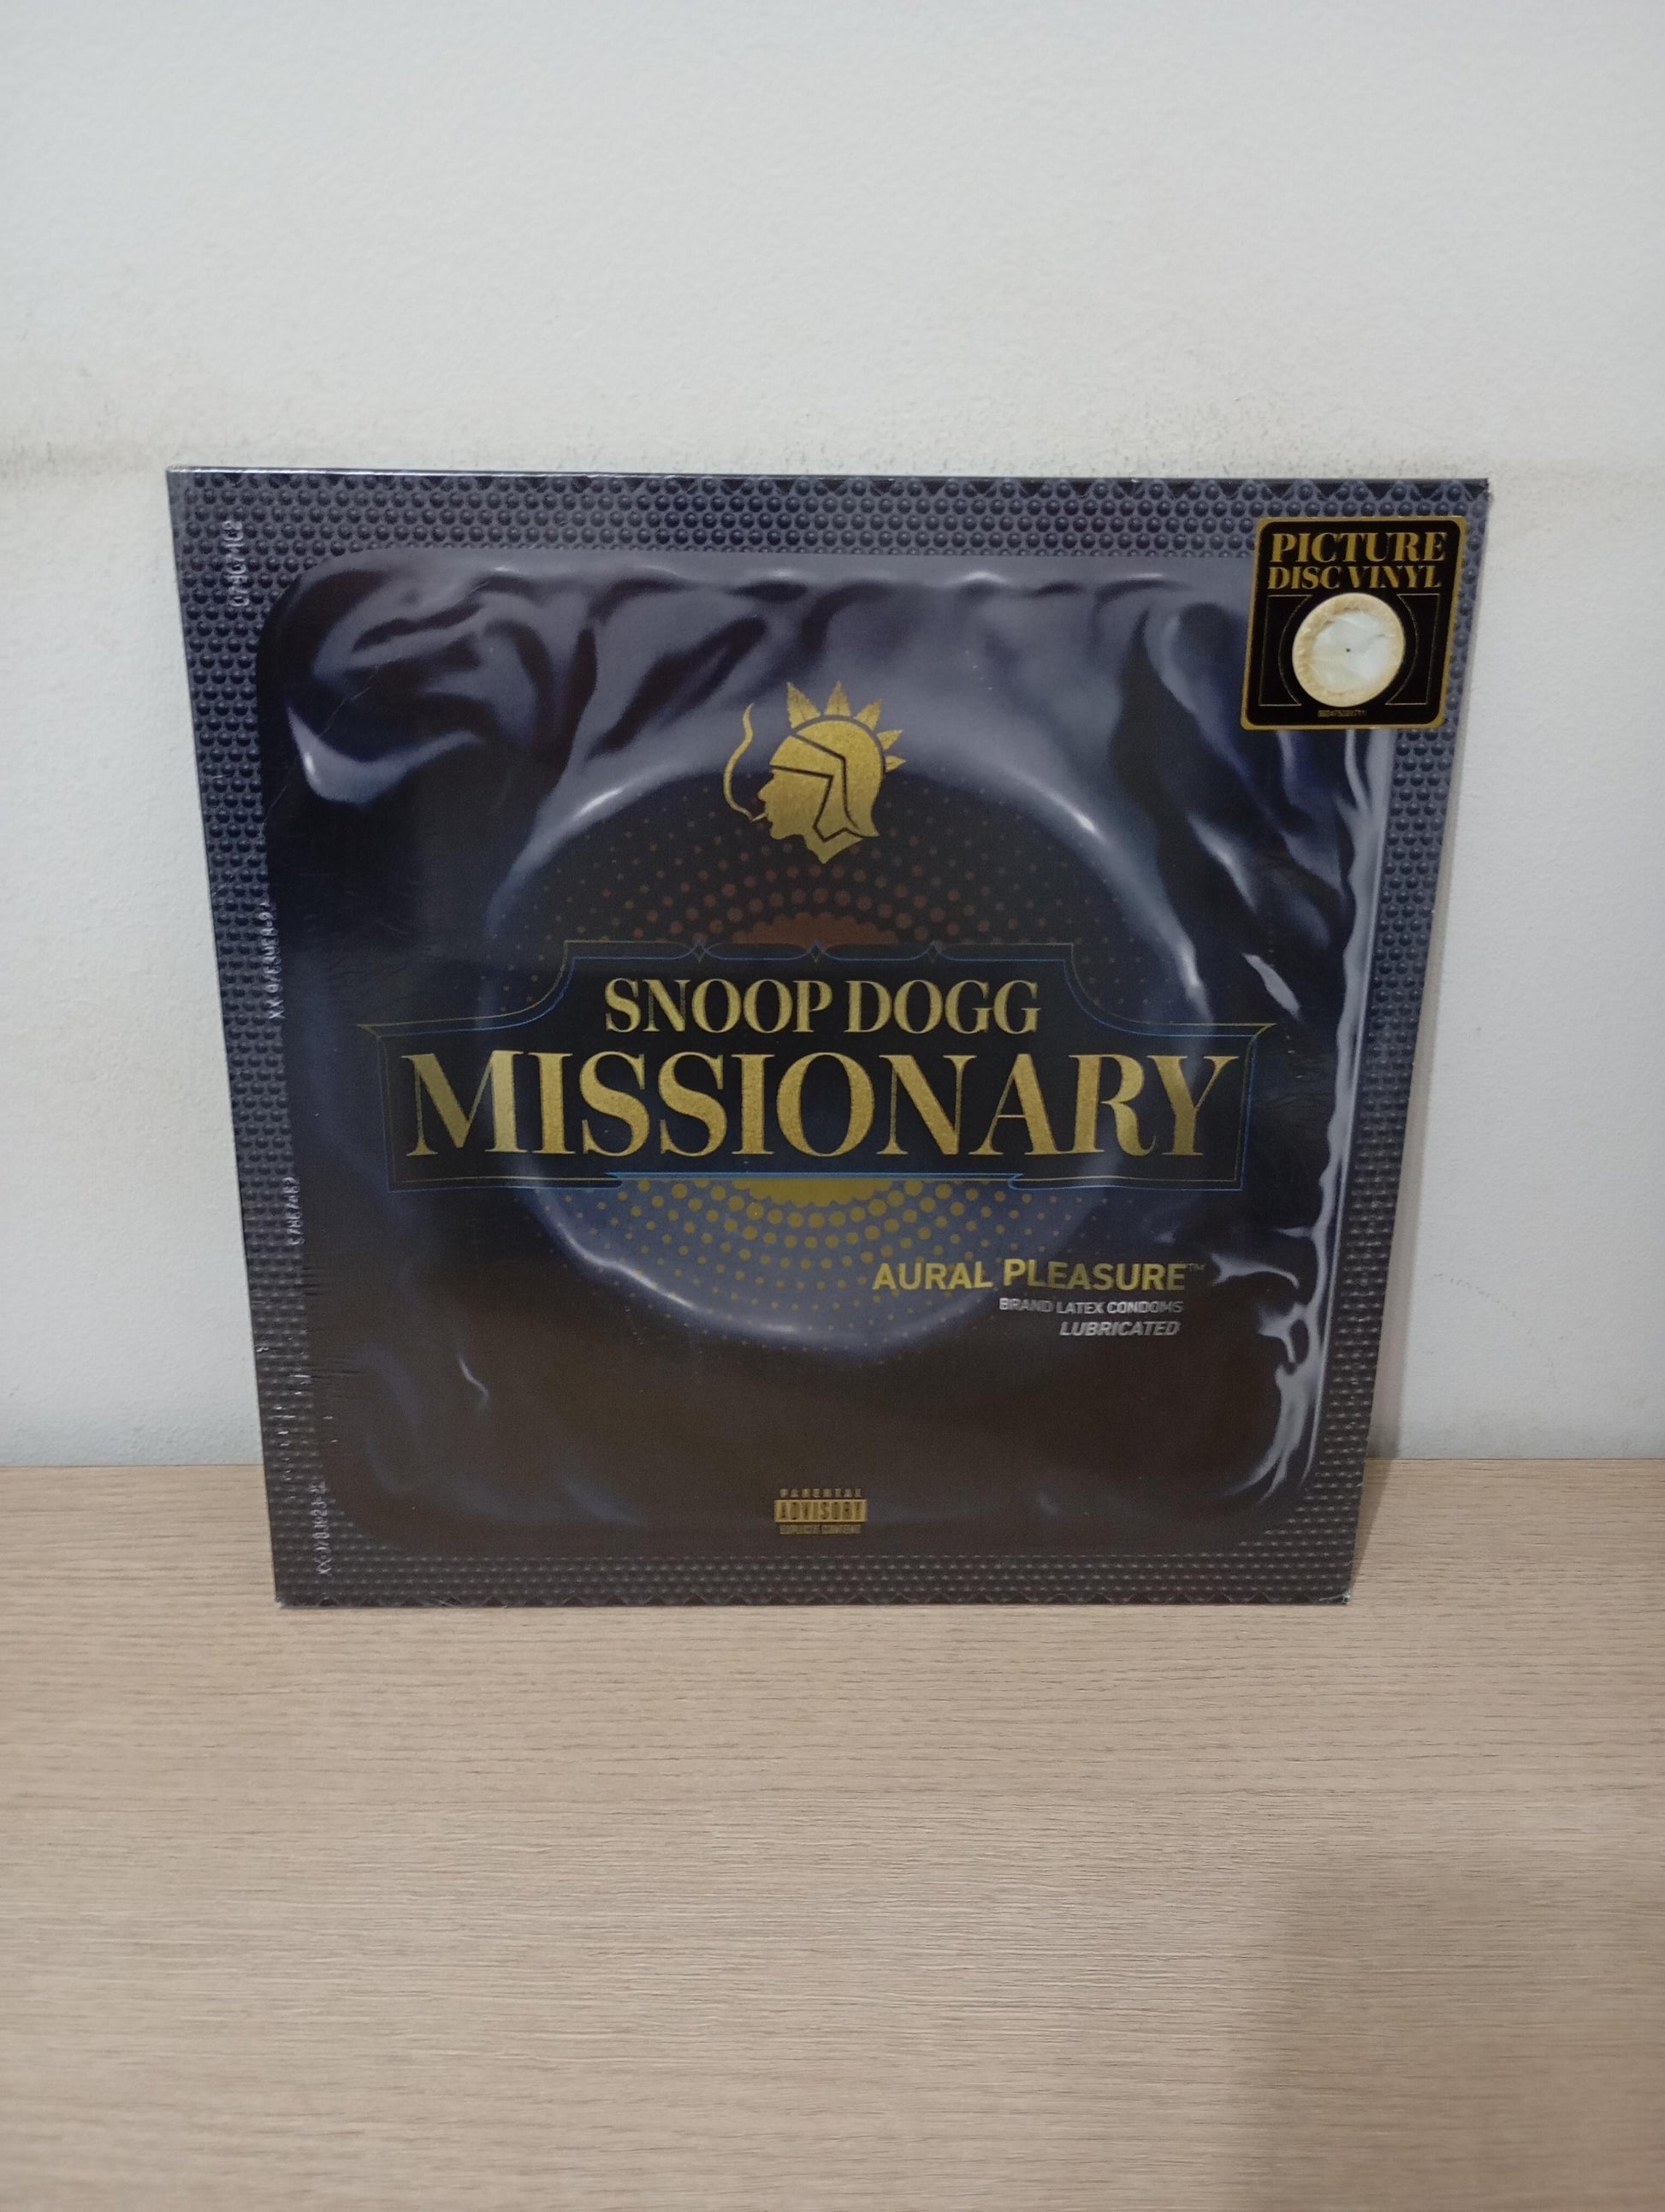 PICTURE
DISC VINYL
SNOOP DOGG
MISSIONARY
AURAL PLEASURE™
BRAND LATEX CONDOMS
LUBRICATED
PARENTAL
ADVISORY
EXPLICIT CONTENT